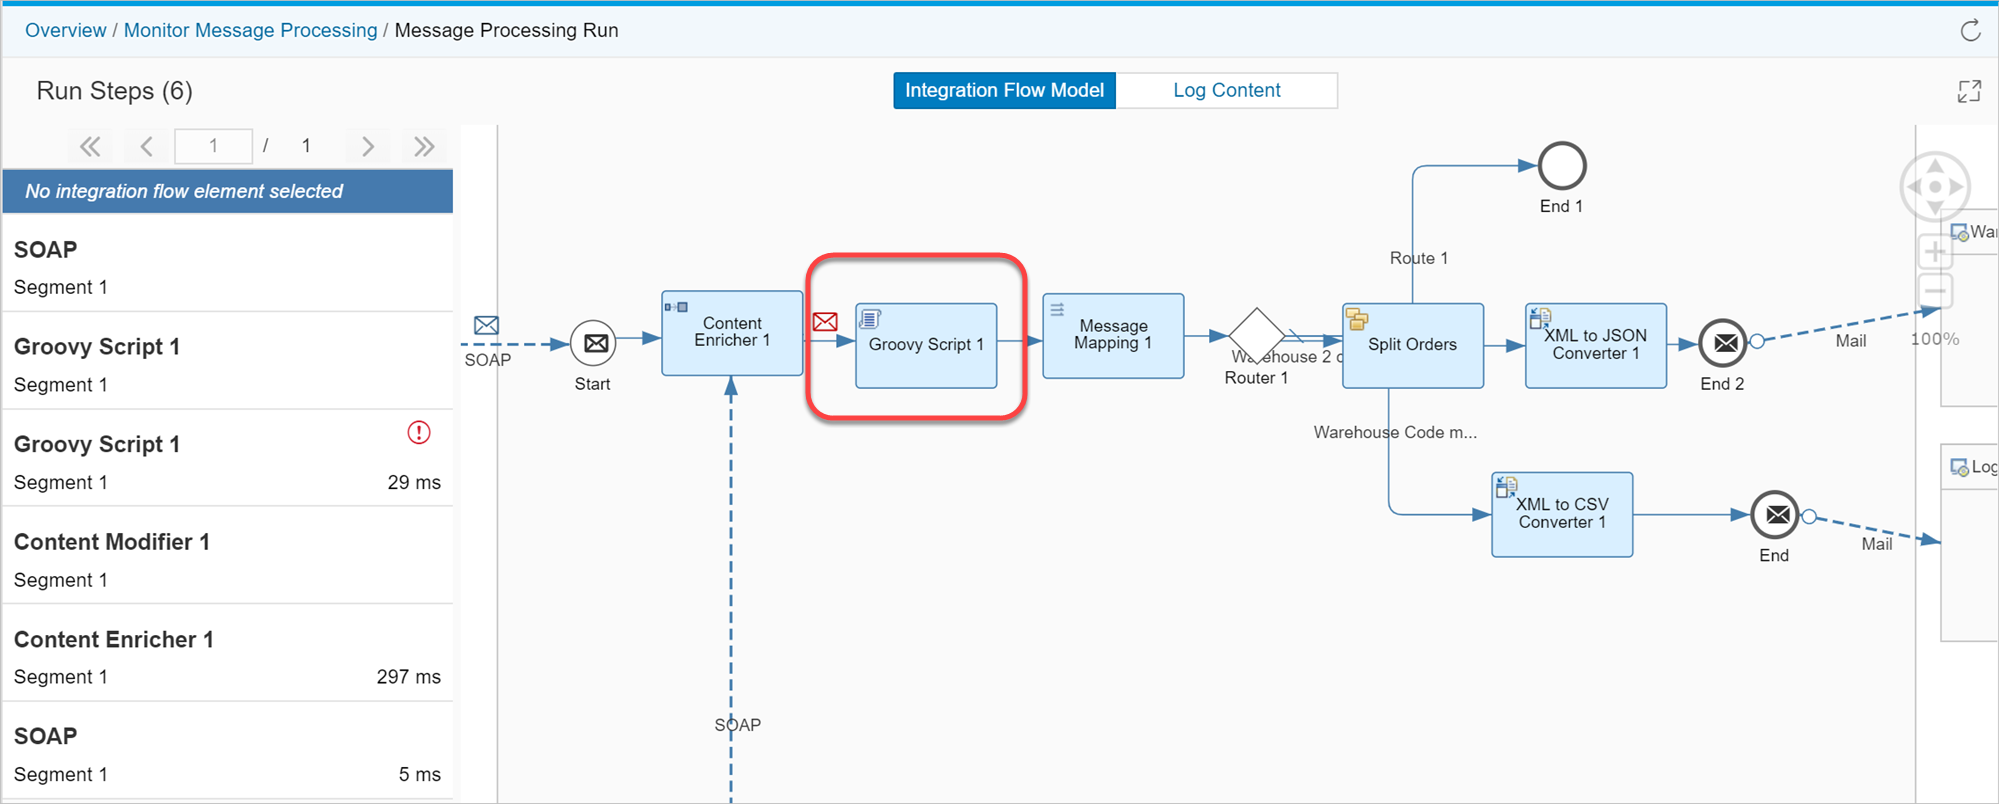 Overview / Monitor Message Processing / Message Processing Run
Run Steps (6)
Integration Flow Model
Log Content
1 / 1
No integration flow element selected
SOAP
Segment 1
Groovy Script 1
Segment 1
Groovy Script 1
Segment 1 29 ms
Content Modifier 1
Segment 1
Content Enricher 1
Segment 1 297 ms
SOAP
Segment 1 5 ms
SOAP
Start
Content
Enricher 1
SOAP
Groovy Script 1
Message
Mapping 1
Warehouse 2
Router 1
Route 1
End 1
Split Orders
Warehouse Code m...
XML to JSON
Converter 1
End 2
Mail
XML to CSV
Converter 1
End
Mail
100%
War
Log